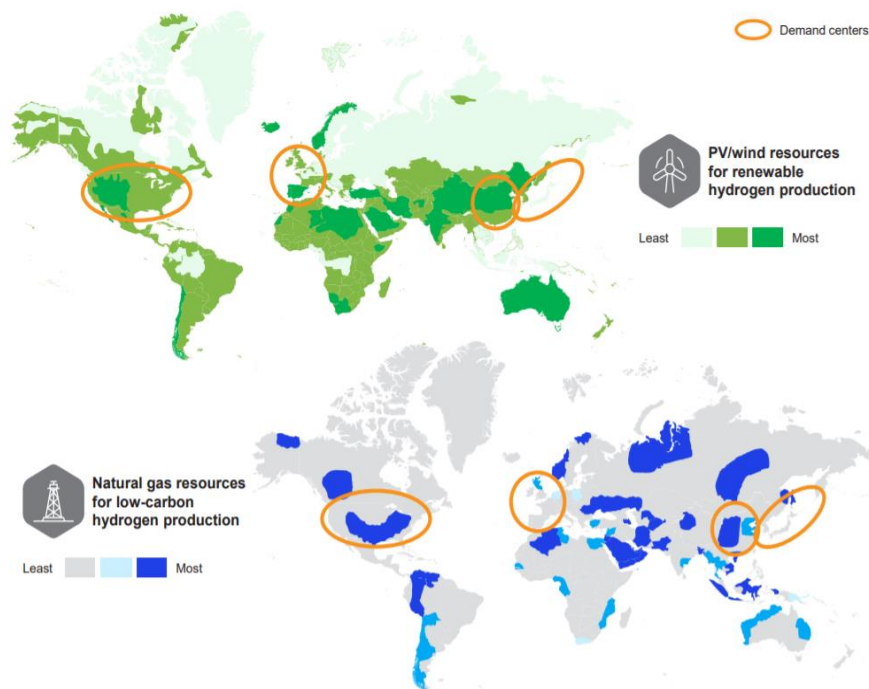 Demand centers
PV/wind resources
for renewable
hydrogen production
Least
Most
Natural gas resources
for low-carbon
hydrogen production
Least
Most